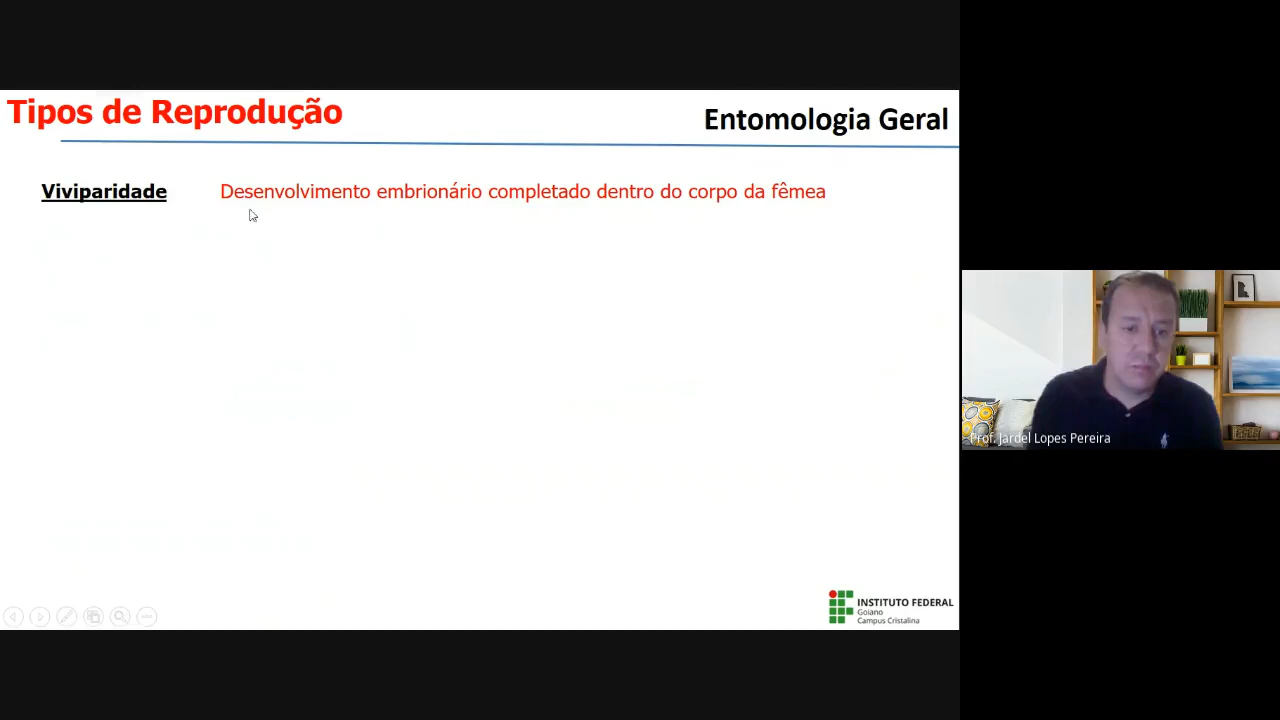 Tipos de Reprodução
Entomologia Geral
Viviparidade
Desenvolvimento embrionário completado dentro do corpo da fêmea
Prof. Jardel Lopes Pereira
INSTITUTO FEDERAL
Goiano
Campus Cristalina